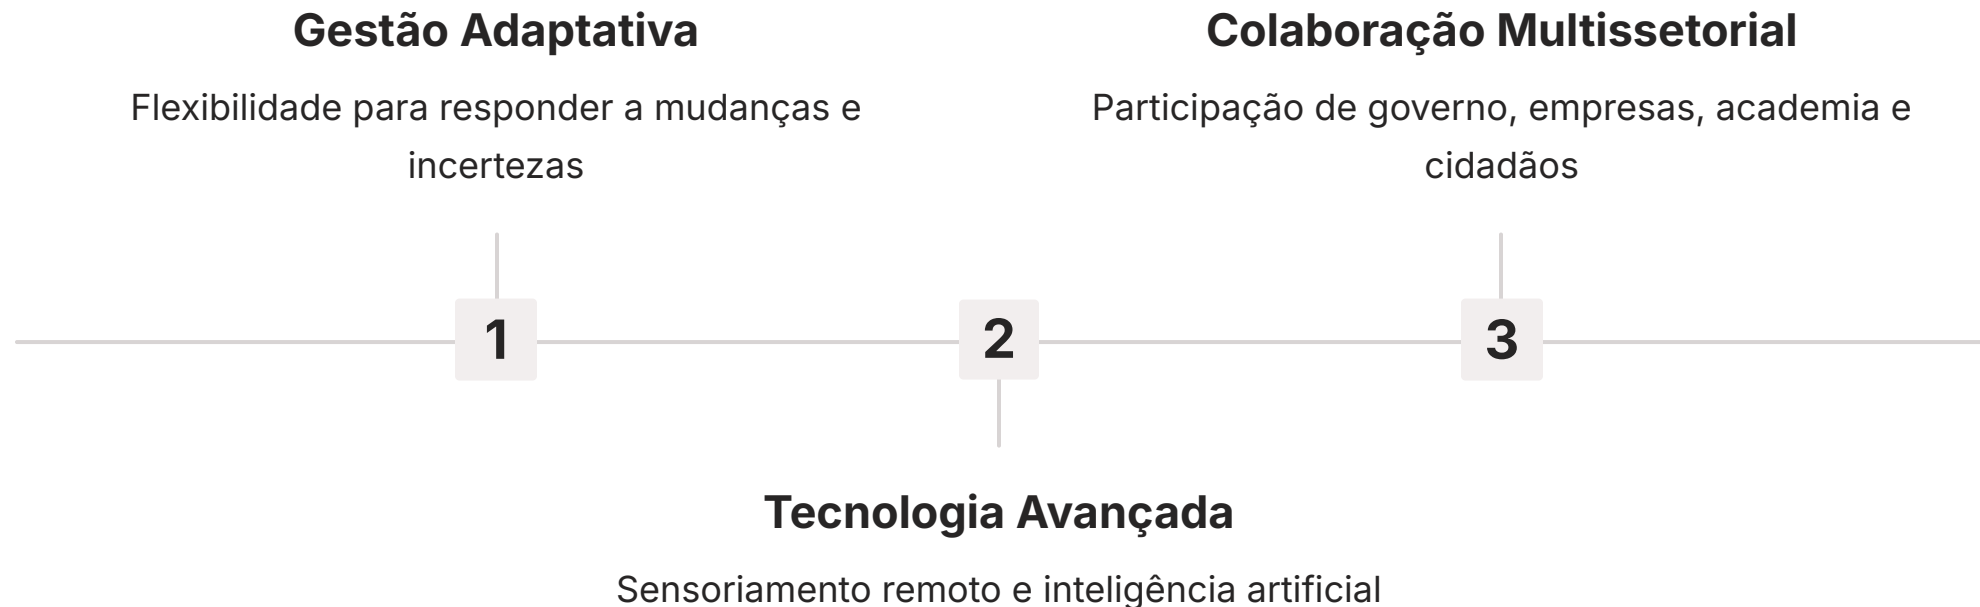 Gestão Adaptativa
Flexibilidade para responder a mudanças e
incertezas
Colaboração Multissetorial
Participação de governo, empresas, academia e
cidadãos
1
2
3
Tecnologia Avançada
Sensoriamento remoto e inteligência artificial